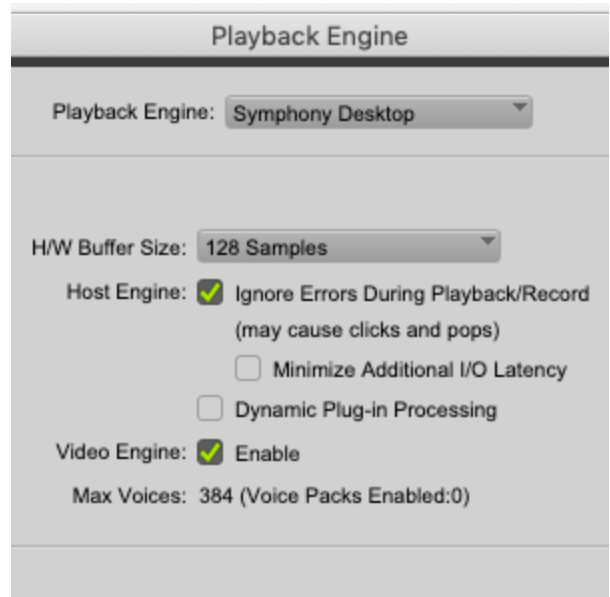 Playback Engine
Playback Engine: Symphony Desktop
H/W Buffer Size: 128 Samples
Host Engine: Ignore Errors During Playback/Record
(may cause clicks and pops)
Minimize Additional I/O Latency
Dynamic Plug-in Processing
Video Engine: Enable
Max Voices: 384 (Voice Packs Enabled:0)